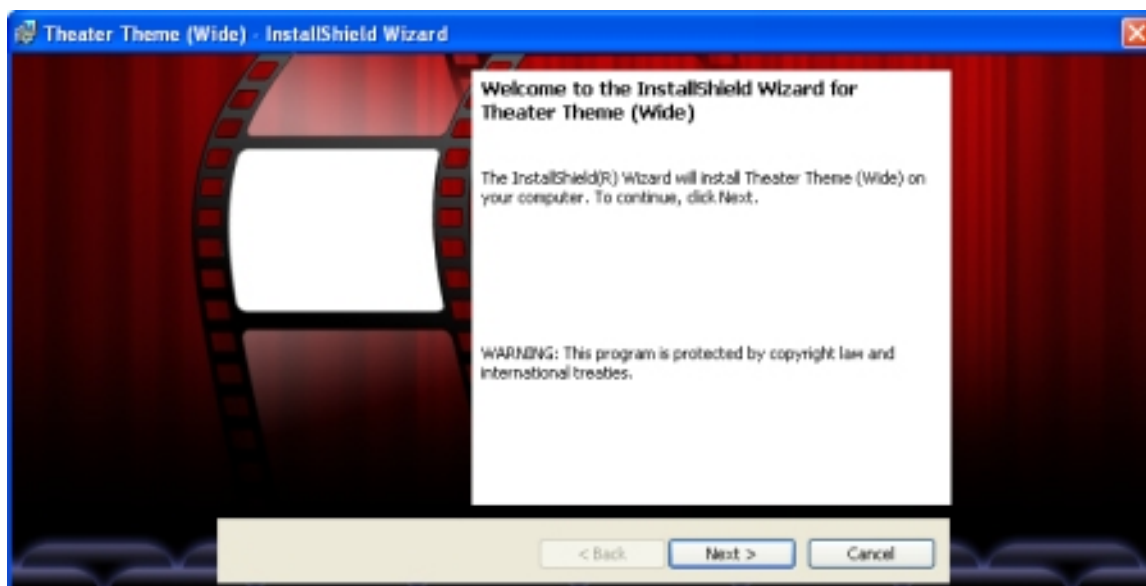 Theater Theme (Wide) - InstallShield Wizard
Welcome to the InstallShield Wizard for
Theater Theme (Wide)
The InstallShield(R) Wizard will install Theater Theme (Wide) on
your computer. To continue, click Next.
WARNING: This program is protected by copyright law and
international treaties.
< Back
Next >
Cancel